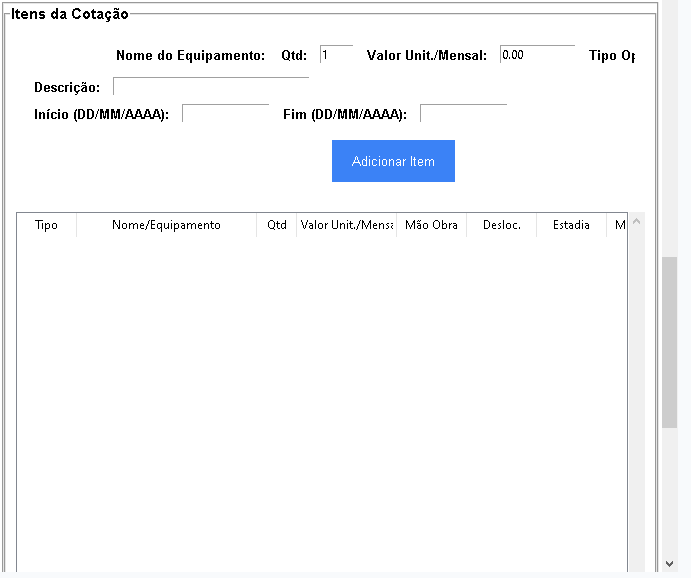 Itens da Cotação
Nome do Equipamento: Qtd: 1 Valor Unit./Mensal: 0.00 Tipo Op
Descrição:
Início (DD/MM/AAAA): Fim (DD/MM/AAAA):
Adicionar Item
Tipo Nome/Equipamento Qtd Valor Unit./Mensa Mão Obra Desloc. Estadia M